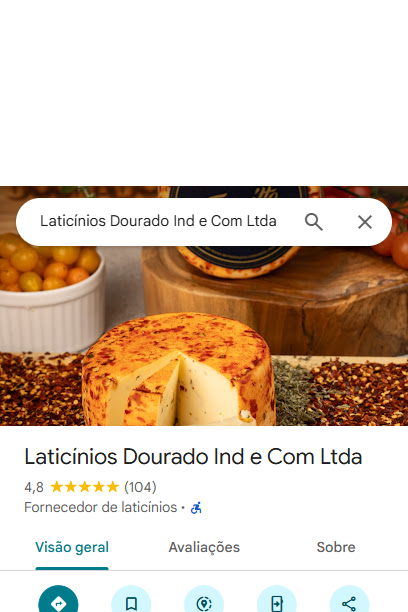 Laticínios Dourado Ind e Com Ltda
Laticínios Dourado Ind e Com Ltda
4,8 (104)
Fornecedor de laticínios ·
Visão geral Avaliações Sobre